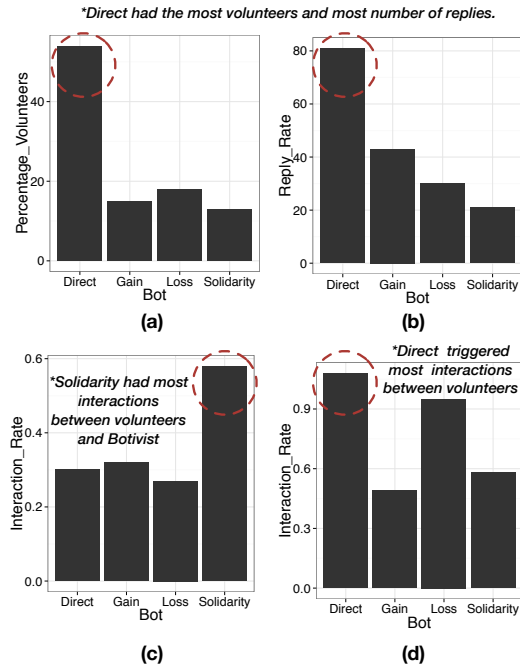 *Direct had the most volunteers and most number of replies.
(a)
Percentage_Volunteers
40
20
0
Direct Gain Loss Solidarity
Bot
(b)
Reply_Rate
80
60
40
20
0
Direct Gain Loss Solidarity
Bot
(c)
Interaction_Rate
0.6
0.4
0.2
0.0
*Solidarity had most
interactions
between volunteers
and Botivist
Direct Gain Loss Solidarity
Bot
(d)
Interaction_Rate
0.9
0.6
0.3
0.0
*Direct triggered
most interactions
between volunteers
Direct Gain Loss Solidarity
Bot